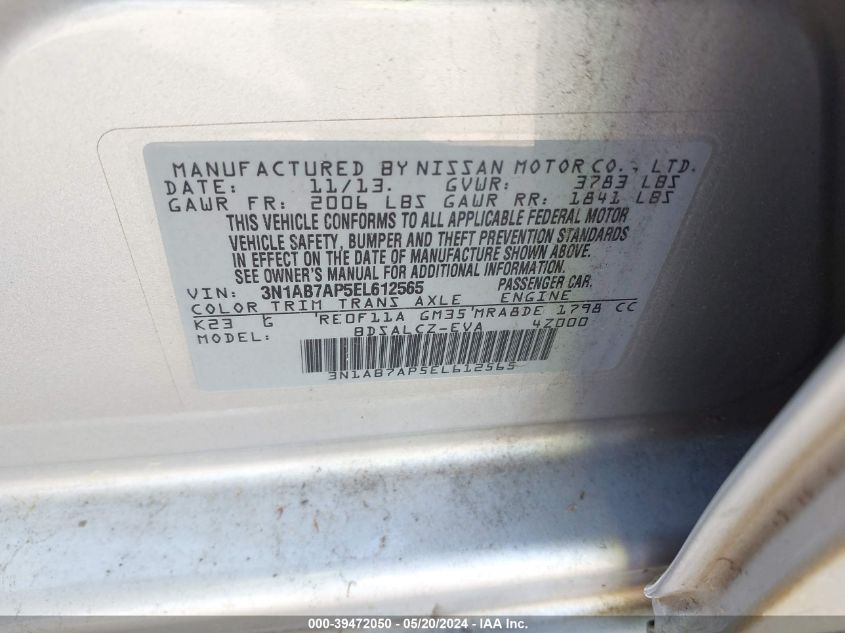 MANUFACTURED BY NISSAN MOTOR CO., LTD.
DATE: 11/13. GVWR: 3783 LBS
GAWR FR: 2006 LBS GAWR RR: 1841 LBS
THIS VEHICLE CONFORMS TO ALL APPLICABLE FEDERAL MOTOR
VEHICLE SAFETY, BUMPER AND THEFT PREVENTION STANDARDS
IN EFFECT ON THE DATE OF MANUFACTURE SHOWN ABOVE.
SEE OWNER'S MANUAL FOR ADDITIONAL INFORMATION.
VIN: 3N1AB7AP5EL612565 PASSENGER CAR.
COLOR TRIM TRANS AXLE ENGINE
K23 G RE0F11A GM35 MRA8DE 1798 CC
MODEL: BDSALCZ-EVA 4Z000
3N1AB7AP5EL612565
000-39472050 - 05/20/2024 - IAAI.com